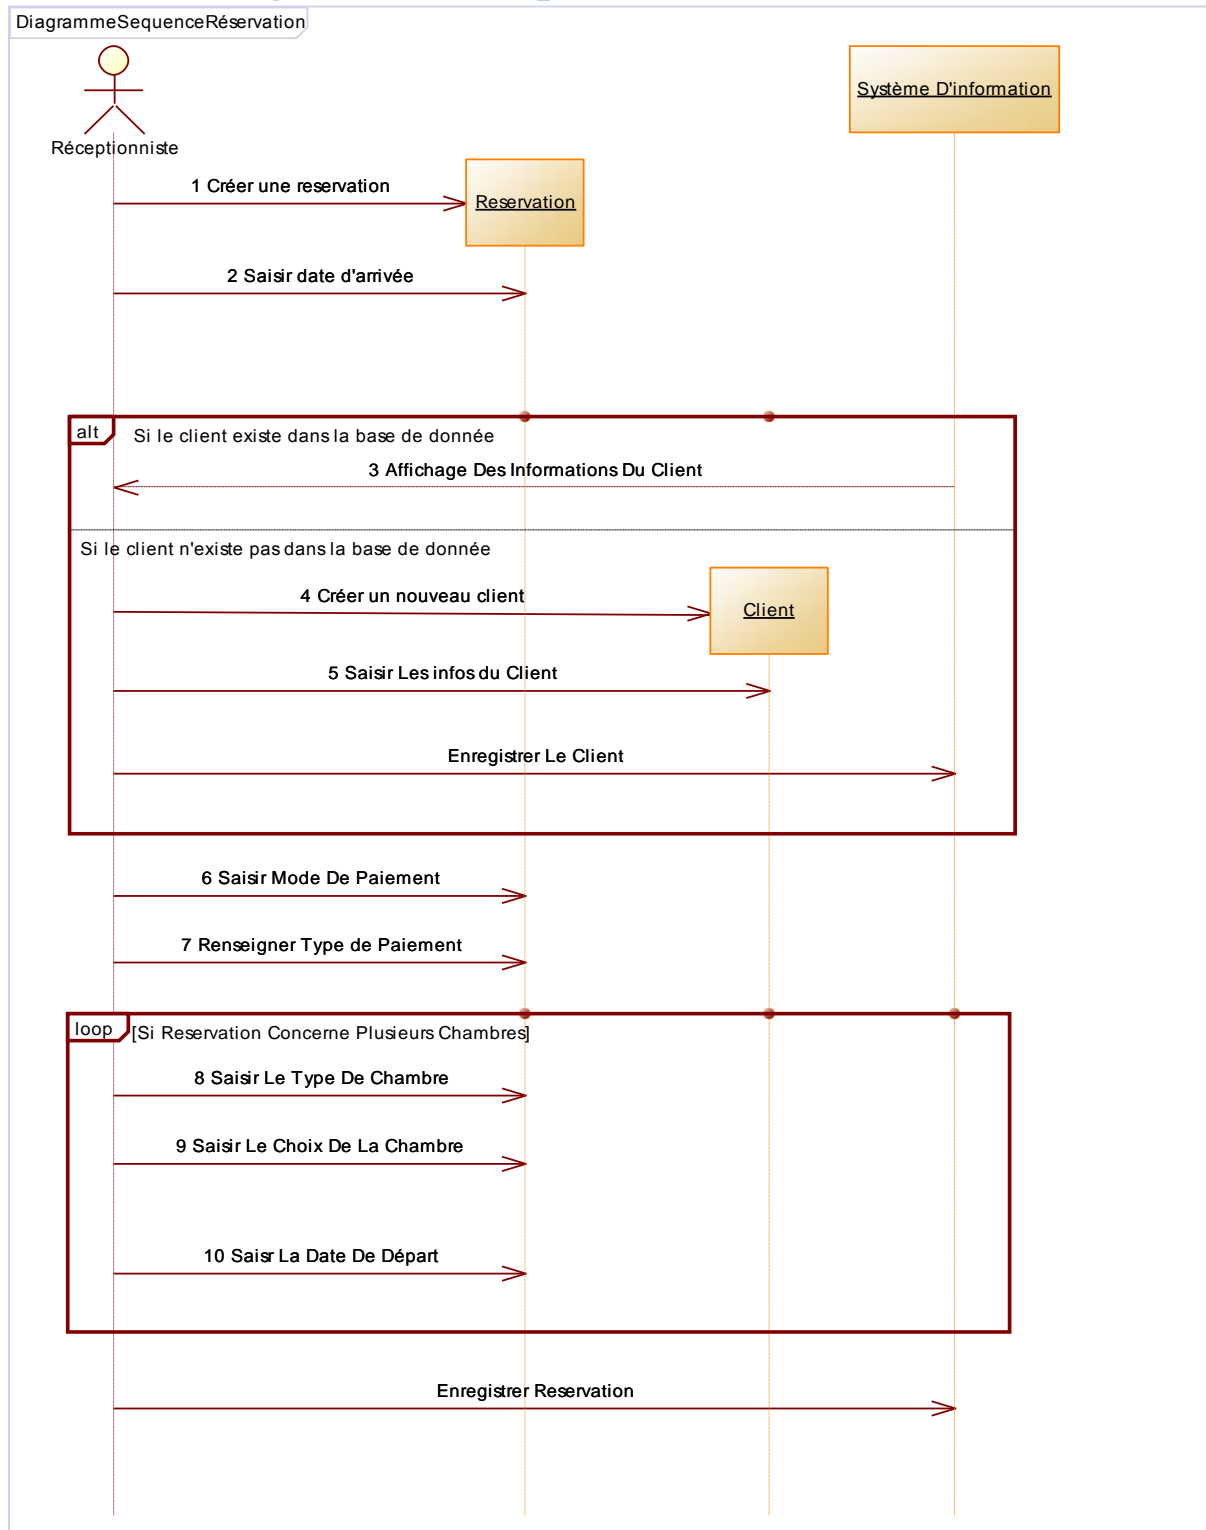 DiagrammeSequenceRéservation
Système D'information
Réceptionniste
1 Créer une reservation
Reservation
2 Saisir date d'arrivée
alt
Si le client existe dans la base de donnée
3 Affichage Des Informations Du Client
Si le client n'existe pas dans la base de donnée
4 Créer un nouveau client
Client
5 Saisir Les infos du Client
Enregistrer Le Client
6 Saisir Mode De Paiement
7 Renseigner Type de Paiement
loop
[Si Reservation Concerne Plusieurs Chambres]
8 Saisir Le Type De Chambre
9 Saisir Le Choix De La Chambre
10 Saisr La Date De Départ
Enregistrer Reservation